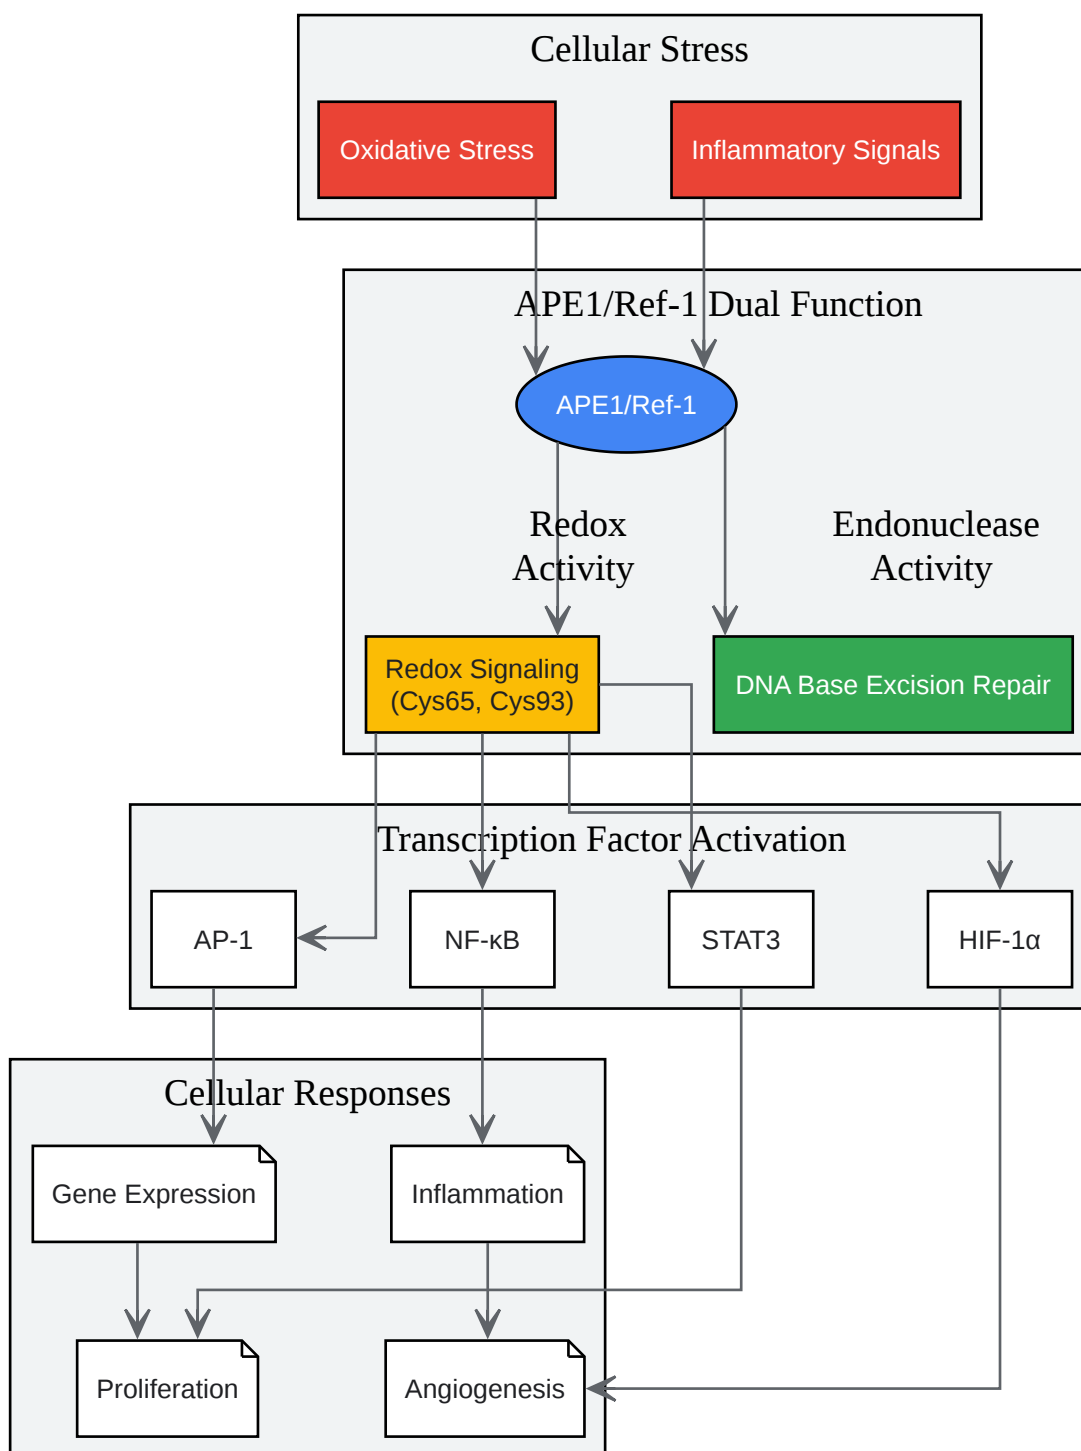 Cellular Stress
Oxidative Stress
Inflammatory Signals
APE1/Ref-1 Dual Function
APE1/Ref-1
Redox
Activity
Endonuclease
Activity
Redox Signaling
(Cys65, Cys93)
DNA Base Excision Repair
Transcription Factor Activation
AP-1
NF-κB
STAT3
HIF-1α
Cellular Responses
Gene Expression
Inflammation
Proliferation
Angiogenesis